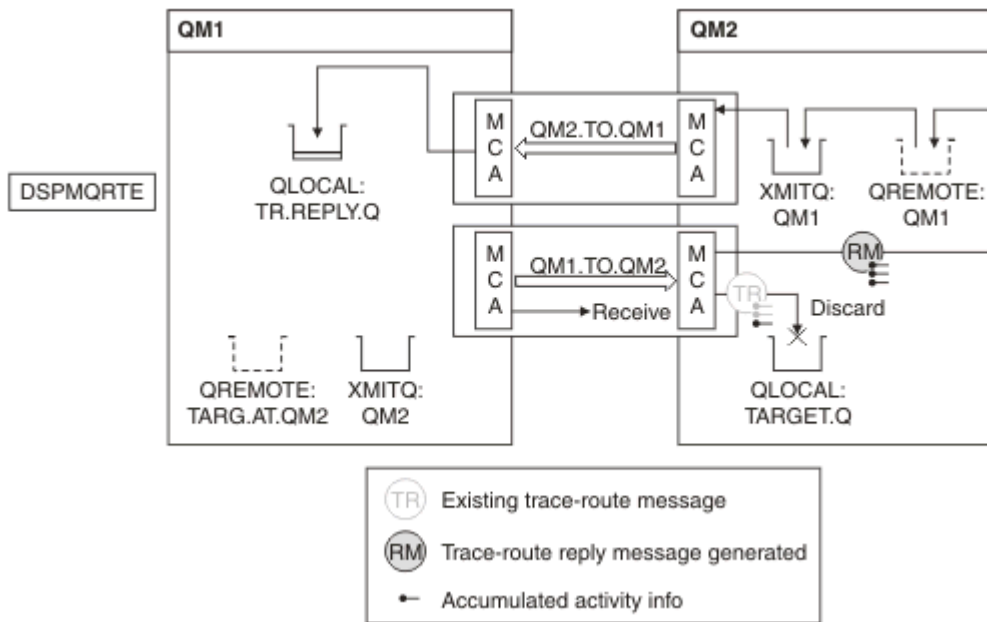 QM1
QM2
DSPMQRTE
QLOCAL:
TR.REPLY.Q
M
C
A
QM2.TO.QM1
M
C
A
XMITQ:
QM1
QREMOTE:
QM1
M
C
A
QM1.TO.QM2
Receive
M
C
A
RM
TR
Discard
QREMOTE:
TARG.AT.QM2
XMITQ:
QM2
QLOCAL:
TARGET.Q
TR Existing trace-route message
RM Trace-route reply message generated
Accumulated activity info